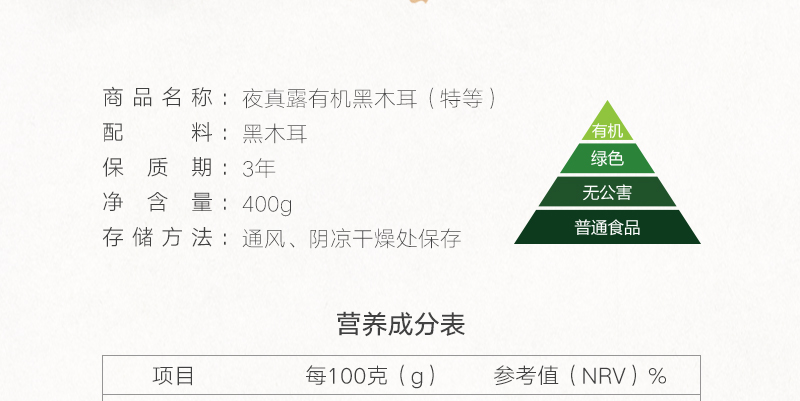 商品名称：夜真露有机黑木耳（特等）
配料：黑木耳
保质期：3年
净含量：400g
存储方法：通风、阴凉干燥处保存
有机
绿色
无公害
普通食品
营养成分表
项目 每100克（g） 参考值（NRV）%